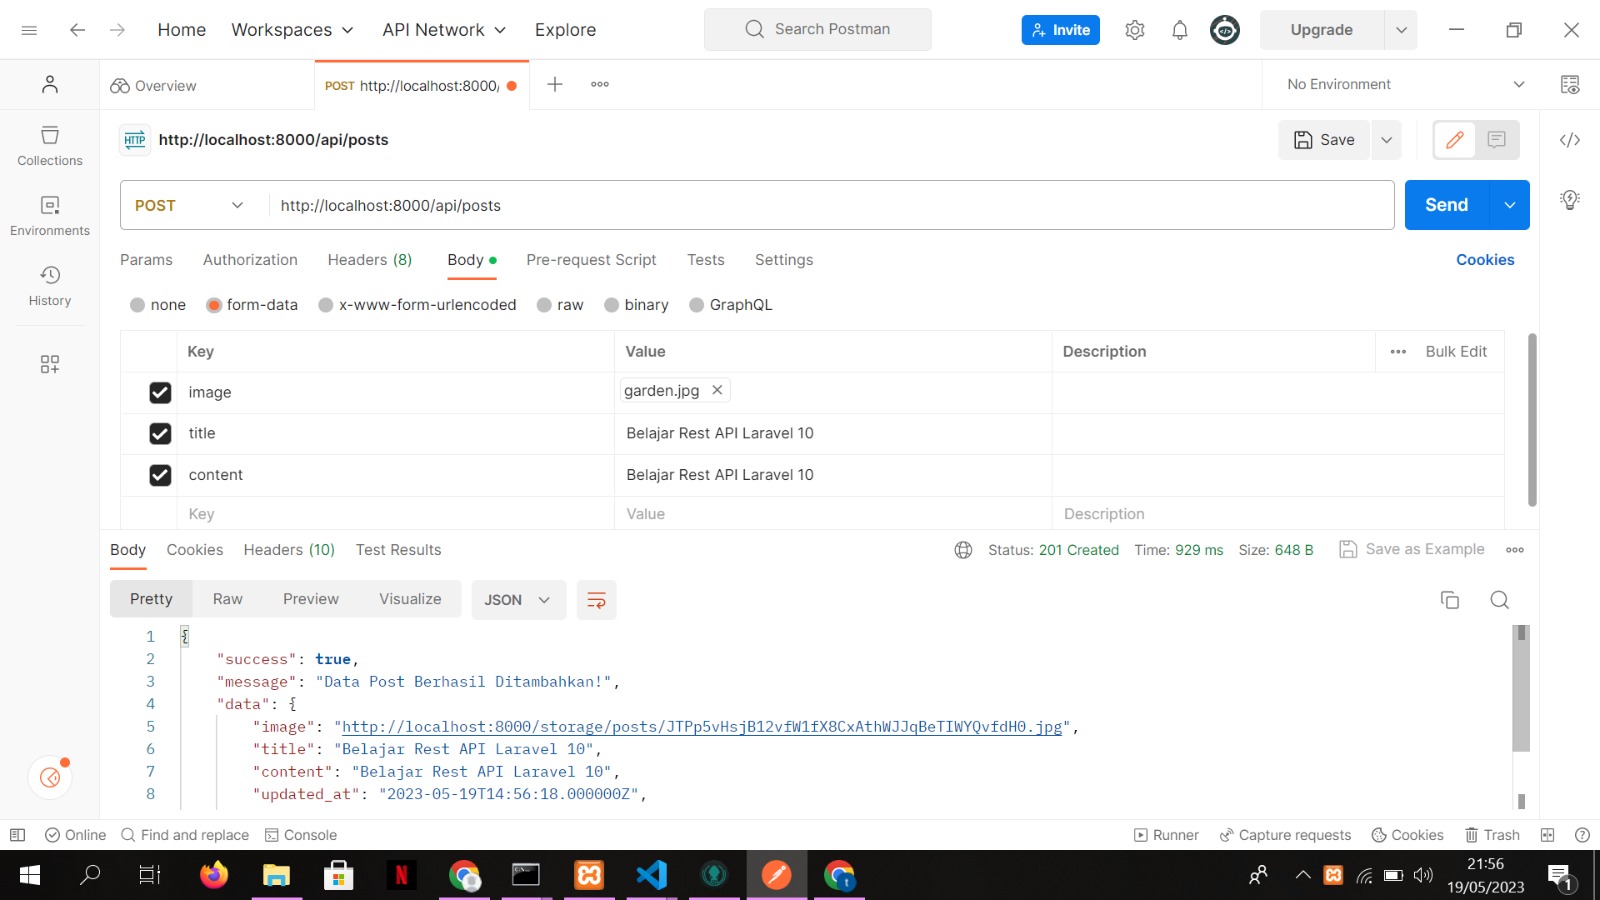 Home Workspaces API Network Explore Search Postman Invite Upgrade
Overview POST http://localhost:8000/ No Environment
HTTP http://localhost:8000/api/posts Save
Collections
POST http://localhost:8000/api/posts Send
Environments
Params Authorization Headers (8) Body Pre-request Script Tests Settings Cookies
History
none form-data x-www-form-urlencoded raw binary GraphQL
Key Value Description Bulk Edit
image garden.jpg
title Belajar Rest API Laravel 10
content Belajar Rest API Laravel 10
Key Value Description
Body Cookies Headers (10) Test Results Status: 201 Created Time: 929 ms Size: 648 B Save as Example
Pretty Raw Preview Visualize JSON
1 {
2 "success": true,
3 "message": "Data Post Berhasil Ditambahkan!",
4 "data": {
5 "image": "http://localhost:8000/storage/posts/JTPp5vHsjB12vfW1fX8CxAthWJJqBeTIWYQvfdH0.jpg",
6 "title": "Belajar Rest API Laravel 10",
7 "content": "Belajar Rest API Laravel 10",
8 "updated_at": "2023-05-19T14:56:18.000000Z",
Online Find and replace Console Runner Capture requests Cookies Trash
21:56
19/05/2023
1